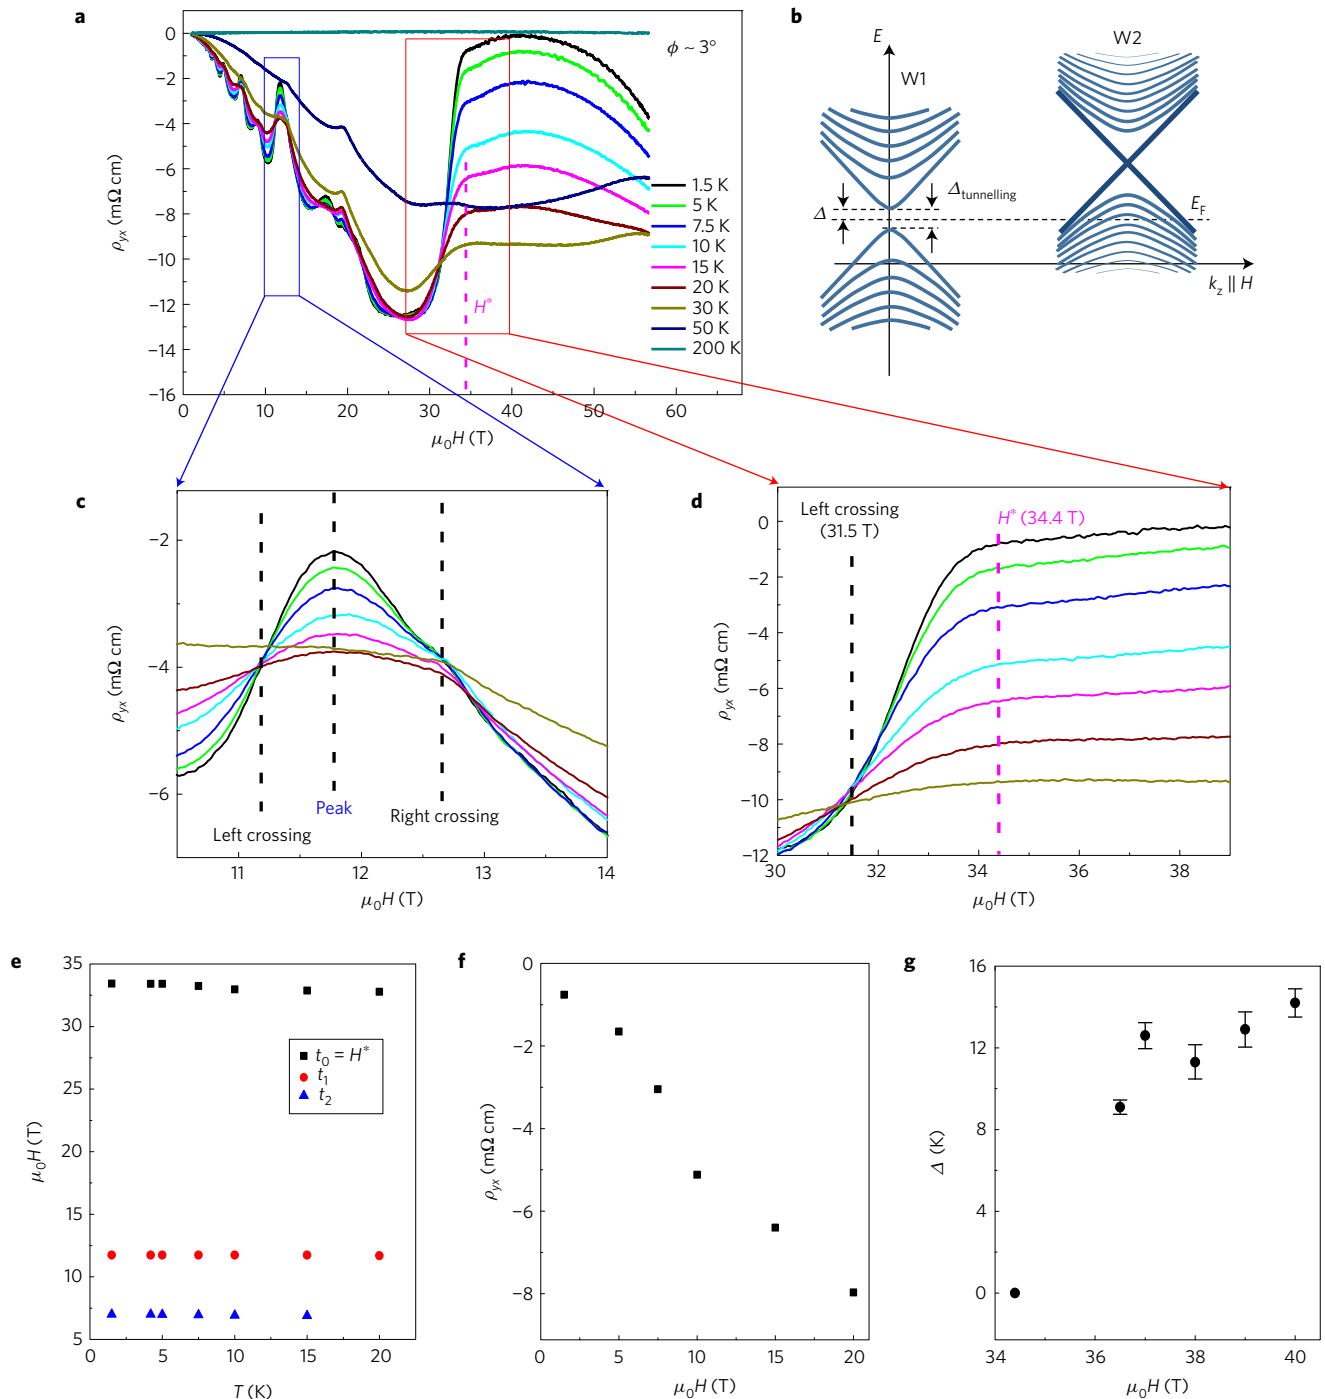 a
0
−2
−4
−6
−8
−10
−12
−14
−16
ρyx (mΩ cm)
0 10 20 30 40 50 60
μ0H (T)
ϕ ~ 3°
H*
1.5 K
5 K
7.5 K
10 K
15 K
20 K
30 K
50 K
200 K
b
E
W1
W2
Δtunnelling
Δ
EF
kz || H
c
−2
−4
−6
ρyx (mΩ cm)
Left crossing
Peak
Right crossing
11 12 13 14
μ0H (T)
d
0
−2
−4
−6
−8
−10
−12
ρyx (mΩ cm)
Left crossing
(31.5 T)
H* (34.4 T)
30 32 34 36 38
μ0H (T)
e
35
30
25
20
15
10
5
μ0H (T)
t0 = H*
t1
t2
0 5 10 15 20
T (K)
f
0
−2
−4
−6
−8
ρyx (mΩ cm)
0 5 10 15 20
μ0H (T)
g
16
12
8
4
0
Δ (K)
34 36 38 40
μ0H (T)